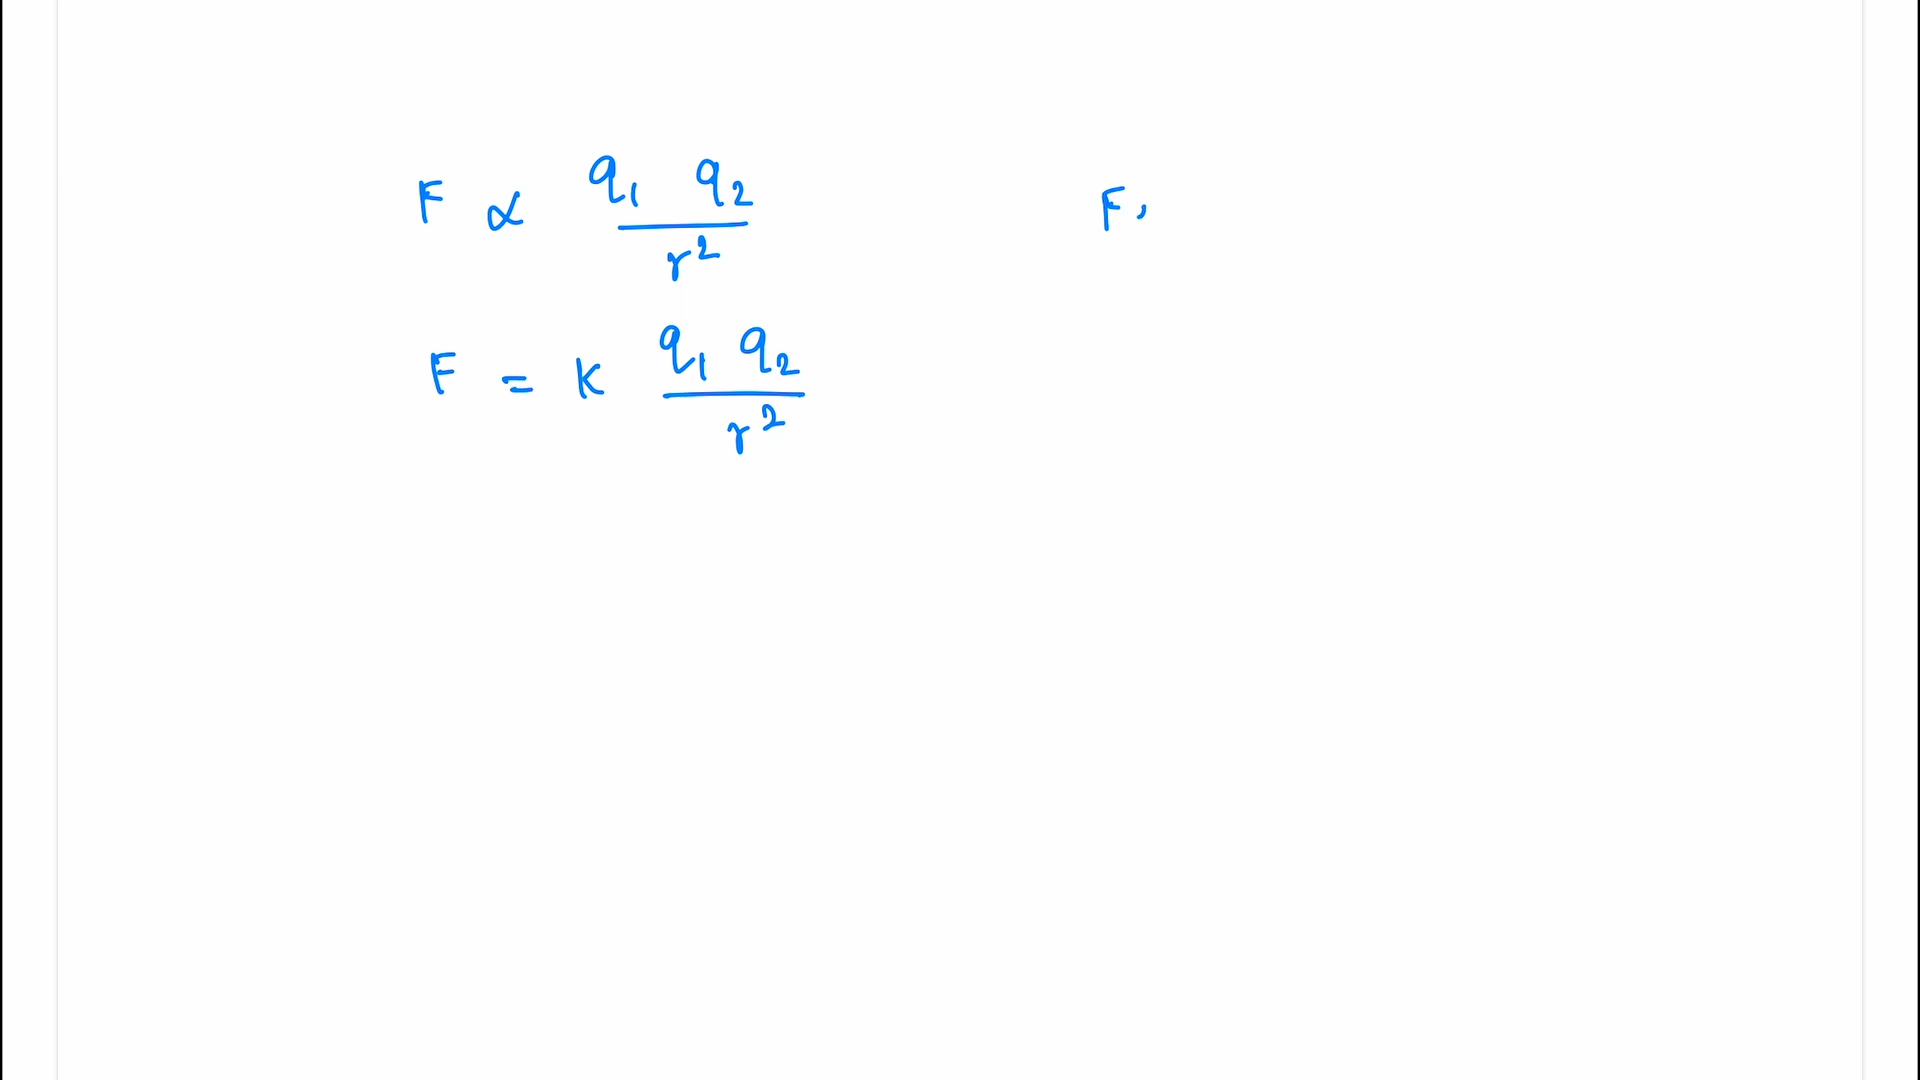 F ∝ q₁ q₂ / r²
F,
F = K q₁ q₂ / r²